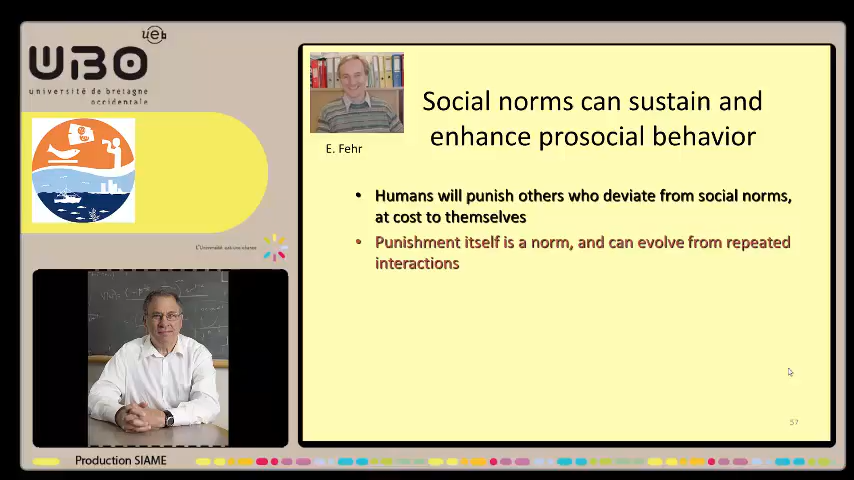 ueb
UBO
université de bretagne
occidentale
E. Fehr
Social norms can sustain and
enhance prosocial behavior
• Humans will punish others who deviate from social norms,
at cost to themselves
• Punishment itself is a norm, and can evolve from repeated
interactions
57
Production SIAME